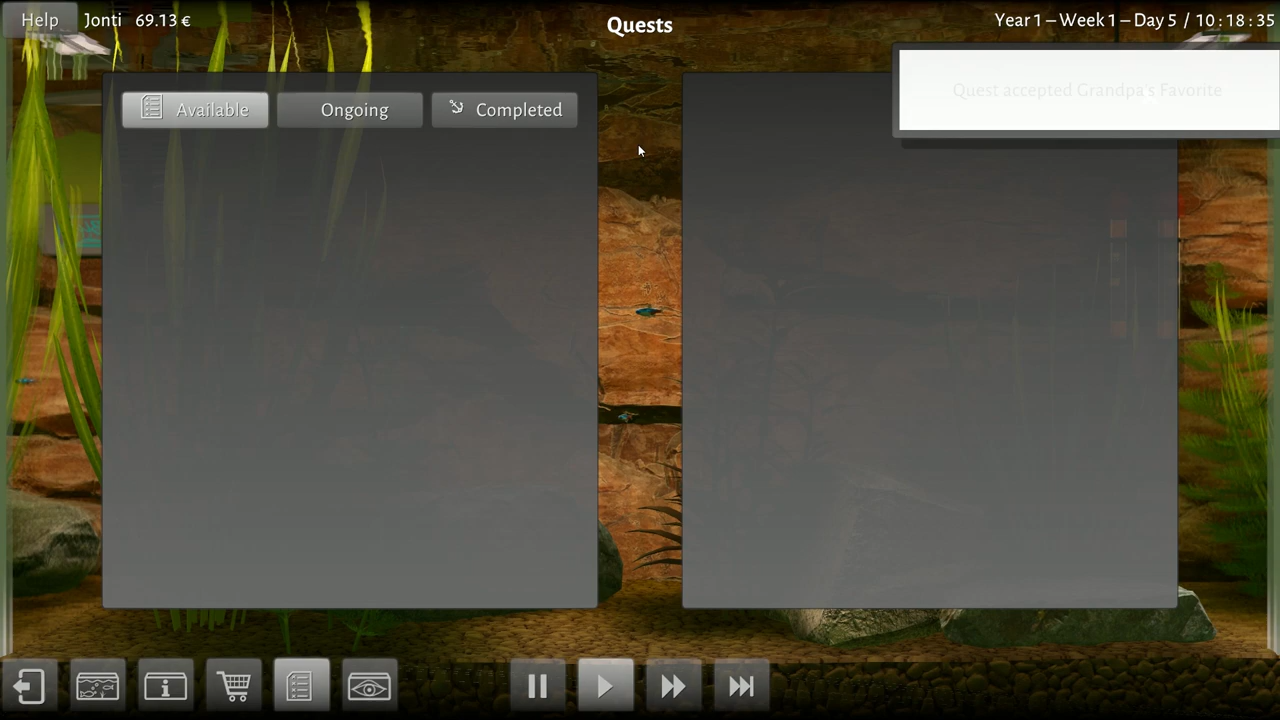 Help Jonti 69.13 € Quests Year 1 – Week 1 – Day 5 / 10:18:35
Quest accepted Grandpa's Favorite
Available Ongoing Completed